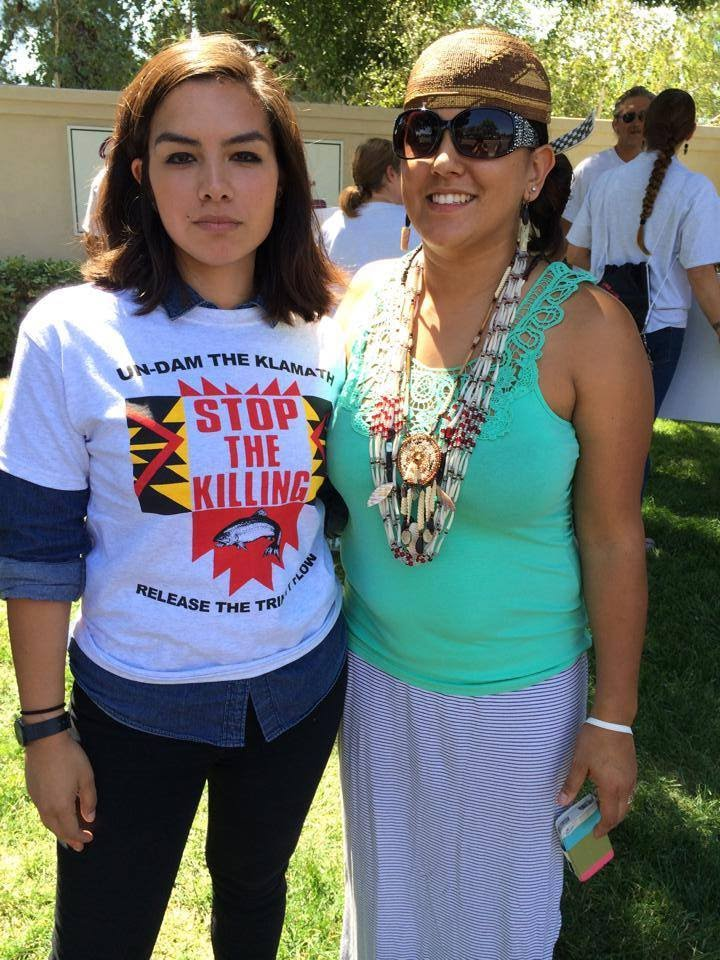 UN-DAM THE KLAMATH
STOP
THE
KILLING
RELEASE THE FLOW